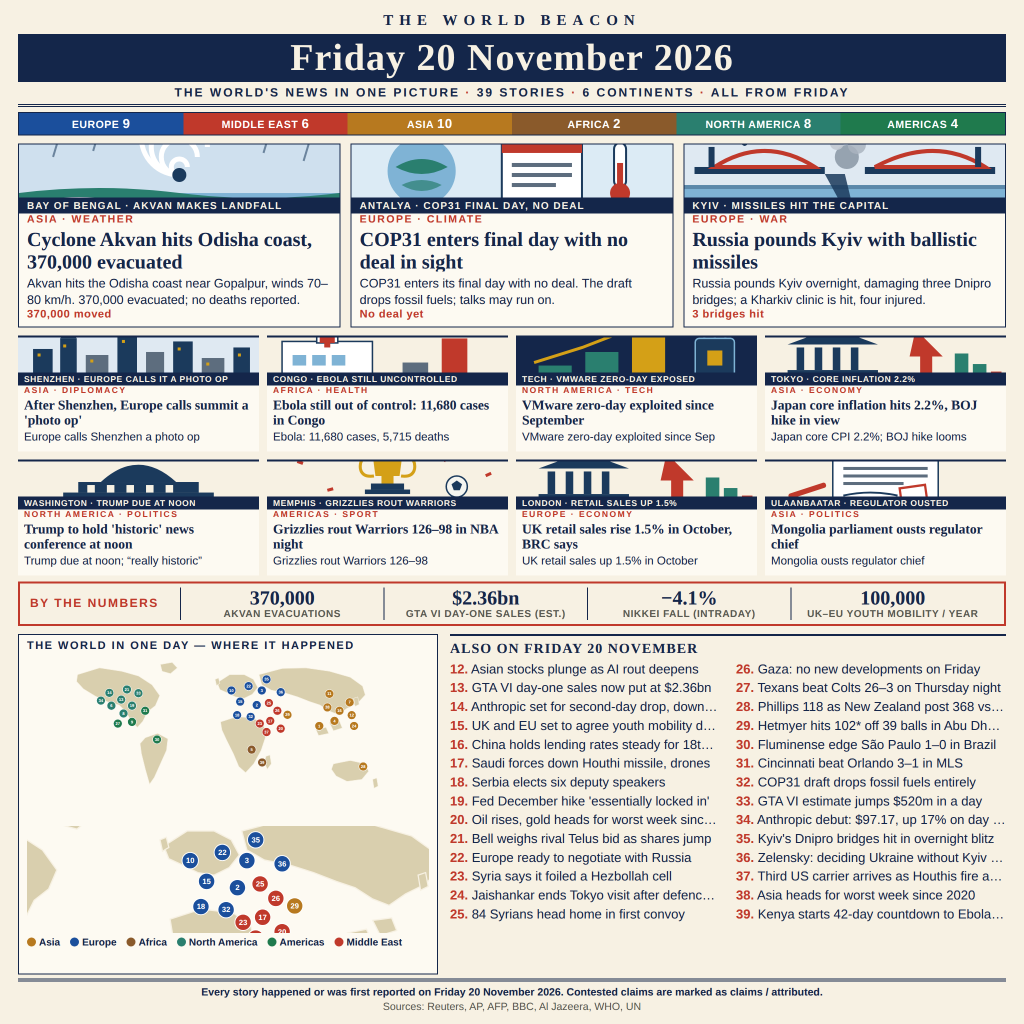 THE WORLD BEACON
Friday 20 November 2026
THE WORLD'S NEWS IN ONE PICTURE · 39 STORIES · 6 CONTINENTS · ALL FROM FRIDAY
EUROPE 9
MIDDLE EAST 6
ASIA 10
AFRICA 2
NORTH AMERICA 8
AMERICAS 4
BAY OF BENGAL · AKVAN MAKES LANDFALL
ASIA · WEATHER
Cyclone Akvan hits Odisha coast,
370,000 evacuated
Akvan hits the Odisha coast near Gopalpur, winds 70–
80 km/h. 370,000 evacuated; no deaths reported.
370,000 moved
ANTALYA · COP31 FINAL DAY, NO DEAL
EUROPE · CLIMATE
COP31 enters final day with no
deal in sight
COP31 enters its final day with no deal. The draft
drops fossil fuels; talks may run on.
No deal yet
KYIV · MISSILES HIT THE CAPITAL
EUROPE · WAR
Russia pounds Kyiv with ballistic
missiles
Russia pounds Kyiv overnight, damaging three Dnipro
bridges; a Kharkiv clinic is hit, four injured.
3 bridges hit
SHENZHEN · EUROPE CALLS IT A PHOTO OP
ASIA · DIPLOMACY
After Shenzhen, Europe calls summit a
'photo op'
Europe calls Shenzhen a photo op
CONGO · EBOLA STILL UNCONTROLLED
AFRICA · HEALTH
Ebola still out of control: 11,680 cases
in Congo
Ebola: 11,680 cases, 5,715 deaths
TECH · VMWARE ZERO-DAY EXPOSED
NORTH AMERICA · TECH
VMware zero-day exploited since
September
VMware zero-day exploited since Sep
TOKYO · CORE INFLATION 2.2%
ASIA · ECONOMY
Japan core inflation hits 2.2%, BOJ
hike in view
Japan core CPI 2.2%; BOJ hike looms
WASHINGTON · TRUMP DUE AT NOON
NORTH AMERICA · POLITICS
Trump to hold 'historic' news
conference at noon
Trump due at noon; “really historic”
MEMPHIS · GRIZZLIES ROUT WARRIORS
AMERICAS · SPORT
Grizzlies rout Warriors 126–98 in NBA
night
Grizzlies rout Warriors 126–98
LONDON · RETAIL SALES UP 1.5%
EUROPE · ECONOMY
UK retail sales rise 1.5% in October,
BRC says
UK retail sales up 1.5% in October
ULAANBAATAR · REGULATOR OUSTED
ASIA · POLITICS
Mongolia parliament ousts regulator
chief
Mongolia ousts regulator chief
BY THE NUMBERS
370,000
AKVAN EVACUATIONS
$2.36bn
GTA VI DAY-ONE SALES (EST.)
−4.1%
NIKKEI FALL (INTRADAY)
100,000
UK–EU YOUTH MOBILITY / YEAR
THE WORLD IN ONE DAY — WHERE IT HAPPENED
35
22
10
3
36
15
2
25
26
29
18
32
17
23
Asia
Europe
Africa
North America
Americas
Middle East
ALSO ON FRIDAY 20 NOVEMBER
12. Asian stocks plunge as AI rout deepens
13. GTA VI day-one sales now put at $2.36bn
14. Anthropic set for second-day drop, down…
15. UK and EU set to agree youth mobility d…
16. China holds lending rates steady for 18t…
17. Saudi forces down Houthi missile, drones
18. Serbia elects six deputy speakers
19. Fed December hike 'essentially locked in'
20. Oil rises, gold heads for worst week sinc…
21. Bell weighs rival Telus bid as shares jump
22. Europe ready to negotiate with Russia
23. Syria says it foiled a Hezbollah cell
24. Jaishankar ends Tokyo visit after defenc…
25. 84 Syrians head home in first convoy
26. Gaza: no new developments on Friday
27. Texans beat Colts 26–3 on Thursday night
28. Phillips 118 as New Zealand post 368 vs…
29. Hetmyer hits 102* off 39 balls in Abu Dh…
30. Fluminense edge São Paulo 1–0 in Brazil
31. Cincinnati beat Orlando 3–1 in MLS
32. COP31 draft drops fossil fuels entirely
33. GTA VI estimate jumps $520m in a day
34. Anthropic debut: $97.17, up 17% on day …
35. Kyiv's Dnipro bridges hit in overnight blitz
36. Zelensky: deciding Ukraine without Kyiv …
37. Third US carrier arrives as Houthis fire a…
38. Asia heads for worst week since 2020
39. Kenya starts 42-day countdown to Ebola…
Every story happened or was first reported on Friday 20 November 2026. Contested claims are marked as claims / attributed.
Sources: Reuters, AP, AFP, BBC, Al Jazeera, WHO, UN